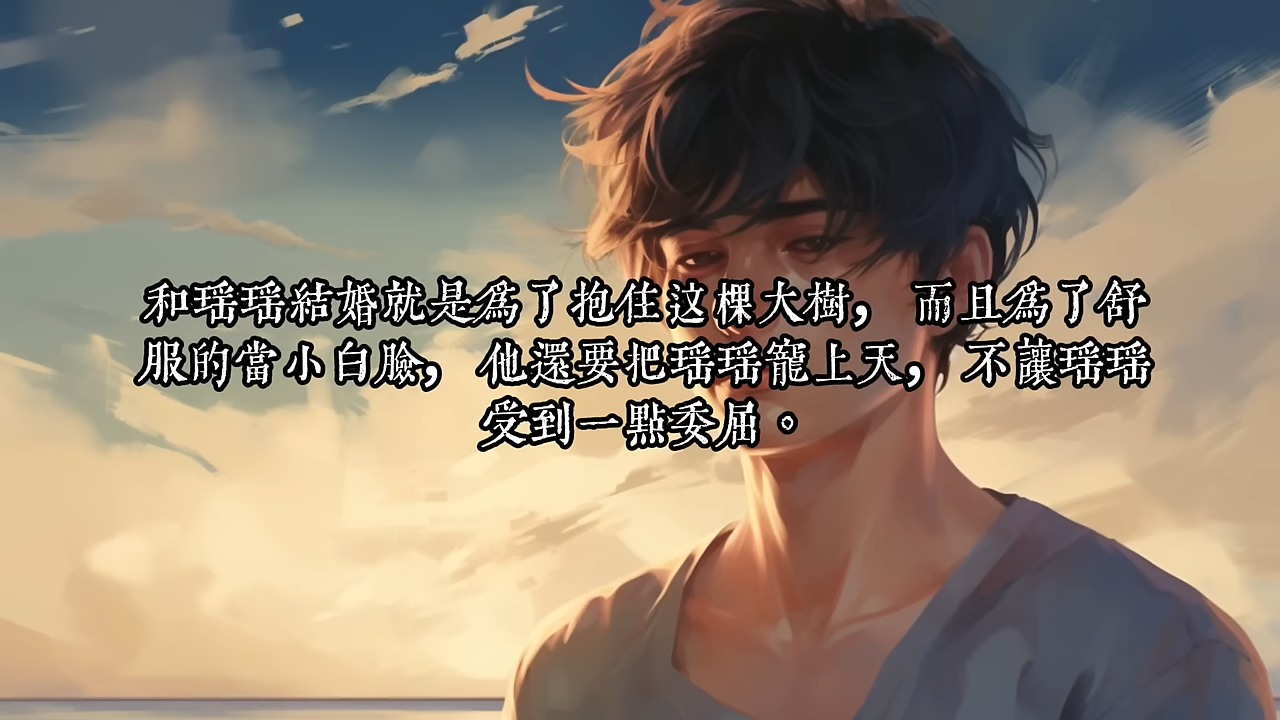 和瑶瑶結婚就是爲了抱住这棵大樹, 而且爲了舒
服的當小白臉, 他還要把瑶瑶寵上天, 不讓瑶瑶
受到一點委屈。